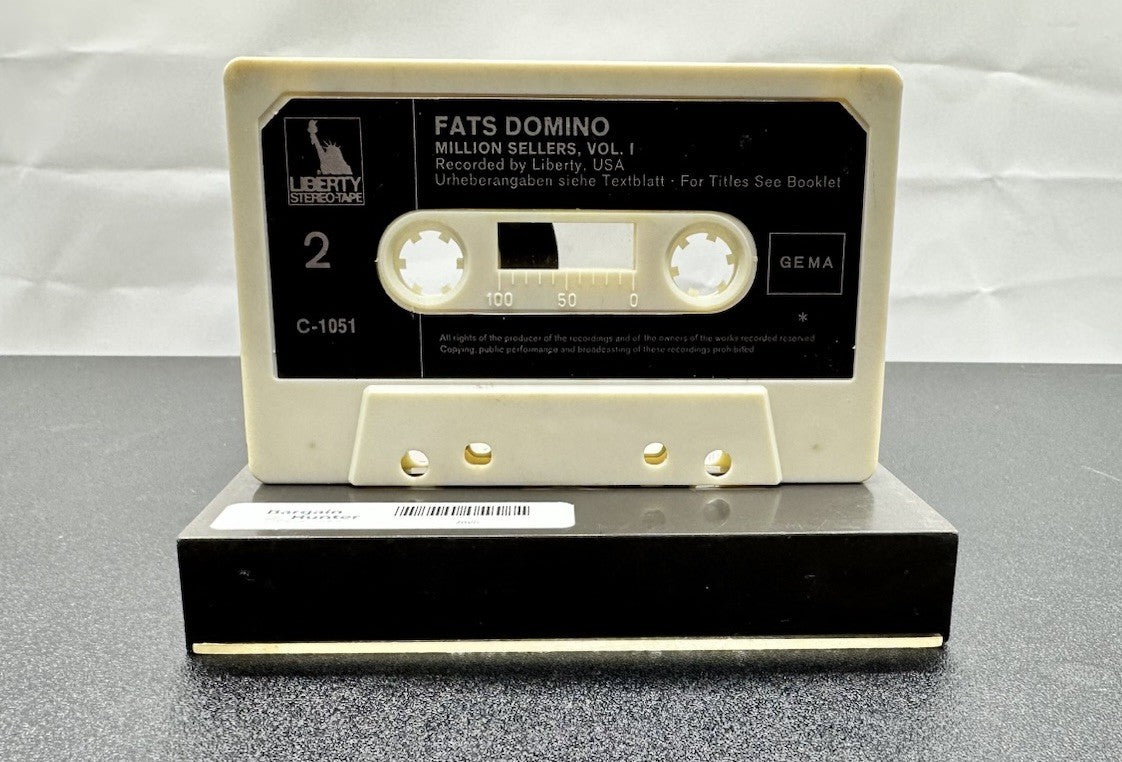 FATS DOMINO
MILLION SELLERS, VOL. I
Recorded by Liberty, USA
Urheberangaben siehe Textblatt · For Titles See Booklet
LIBERTY
STEREO-TAPE
2
GEMA
100 50 0
C-1051
*
All rights of the producer of the recordings and of the owners of the works recorded reserved
Copying, public performance and broadcasting of these recordings prohibited
Bargain
Hunter